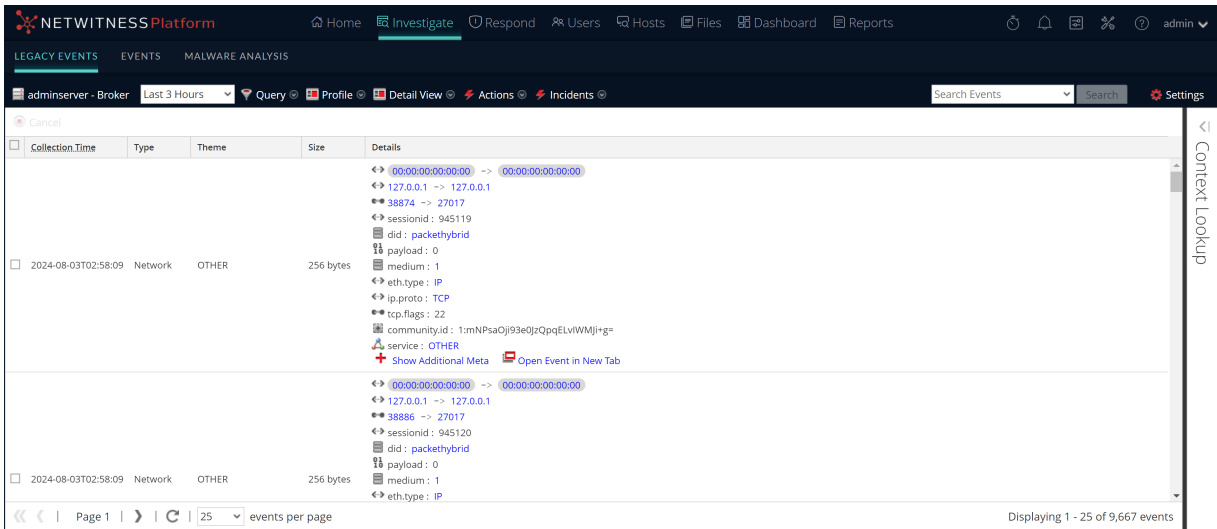 NETWITNESS Platform Home Investigate Respond Users Hosts Files Dashboard Reports admin
LEGACY EVENTS EVENTS MALWARE ANALYSIS
adminserver - Broker Last 3 Hours Query Profile Detail View Actions Incidents Search Events Search Settings
Cancel
Collection Time Type Theme Size Details
00:00:00:00:00:00 -> 00:00:00:00:00:00
127.0.0.1 -> 127.0.0.1
38874 -> 27017
sessionid : 945119
did : packethybrid
payload : 0
2024-08-03T02:58:09 Network OTHER 256 bytes medium : 1
eth.type : IP
ip.proto : TCP
tcp.flags : 22
community.id : 1:mNPsaOji93e0JzQpqELvIWMJi+g=
service : OTHER
Show Additional Meta Open Event in New Tab
00:00:00:00:00:00 -> 00:00:00:00:00:00
127.0.0.1 -> 127.0.0.1
38886 -> 27017
sessionid : 945120
did : packethybrid
payload : 0
2024-08-03T02:58:09 Network OTHER 256 bytes medium : 1
eth.type : IP
Page 1 25 events per page Displaying 1 - 25 of 9,667 events
Context Lookup